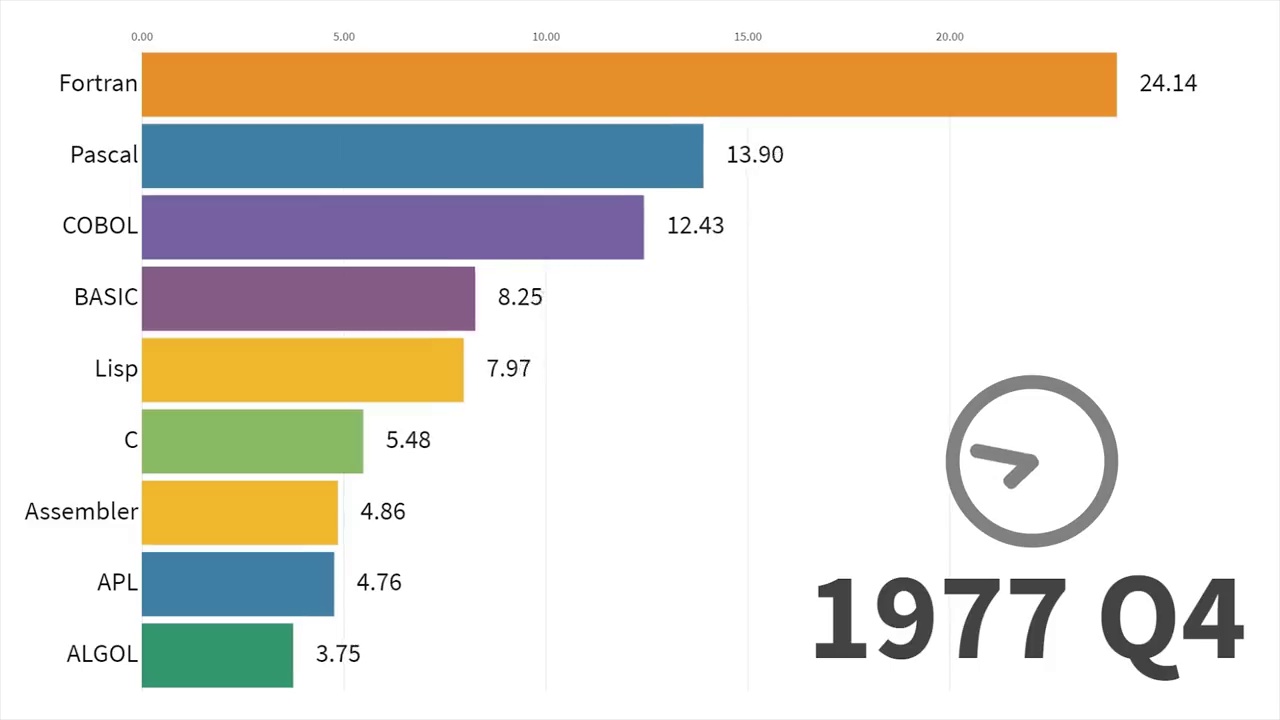 0.00 5.00 10.00 15.00 20.00
Fortran 24.14
Pascal 13.90
COBOL 12.43
BASIC 8.25
Lisp 7.97
C 5.48
Assembler 4.86
APL 4.76
ALGOL 3.75
1977 Q4